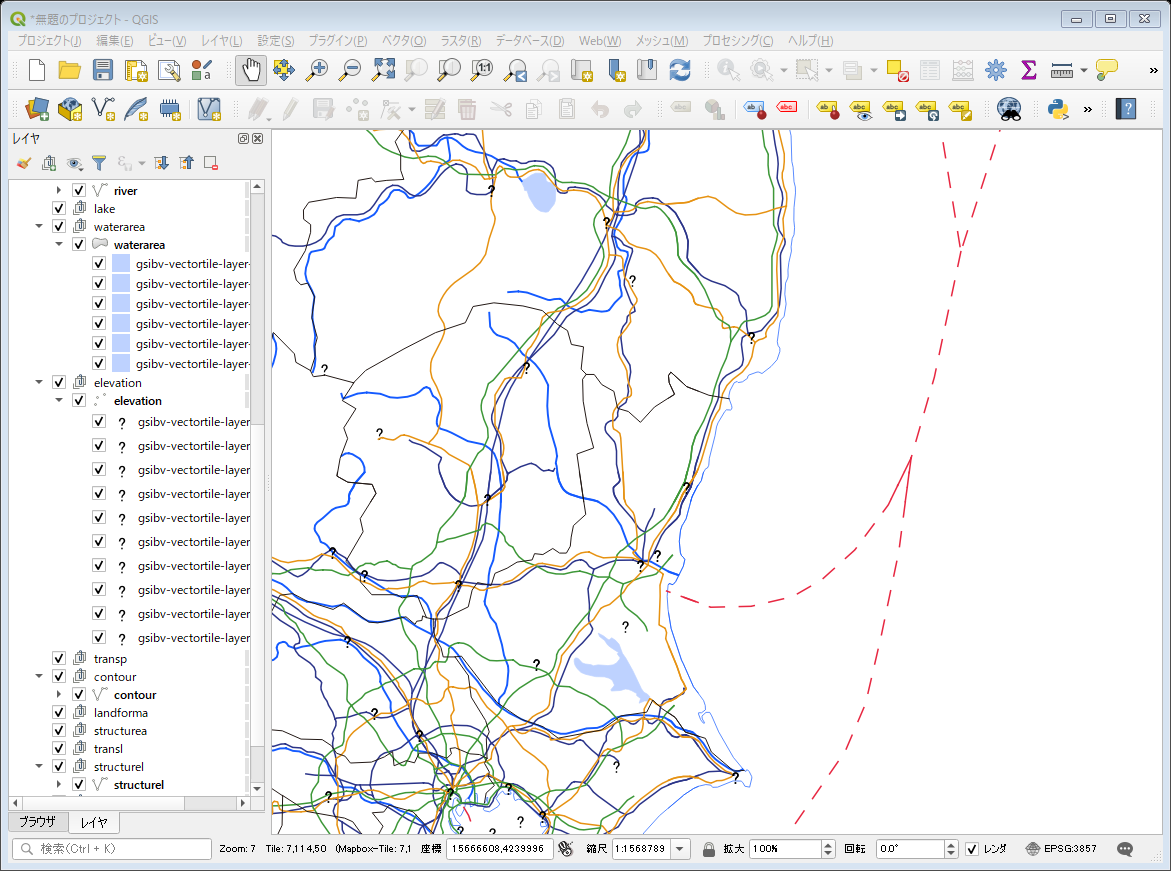 *無題のプロジェクト - QGIS
プロジェクト(J) 編集(E) ビュー(V) レイヤ(L) 設定(S) プラグイン(P) ベクタ(O) ラスタ(R) データベース(D) Web(W) メッシュ(M) プロセシング(C) ヘルプ(H)
レイヤ
river
lake
waterarea
waterarea
gsibv-vectortile-layer-
gsibv-vectortile-layer-
gsibv-vectortile-layer-
gsibv-vectortile-layer-
gsibv-vectortile-layer-
gsibv-vectortile-layer-
elevation
elevation
? gsibv-vectortile-layer
? gsibv-vectortile-layer
? gsibv-vectortile-layer
? gsibv-vectortile-layer
? gsibv-vectortile-layer
? gsibv-vectortile-layer
? gsibv-vectortile-layer
? gsibv-vectortile-layer
? gsibv-vectortile-layer
? gsibv-vectortile-layer
transp
contour
contour
landforma
structurea
transl
structurel
structurel
ブラウザ レイヤ
検索(Ctrl + K) Zoom: 7 Tile: 7,114,50 (Mapbox-Tile: 7,1 座標 15666608,4239996 縮尺 1:1568789 拡大 100% 回転 0.0° レンダ EPSG:3857